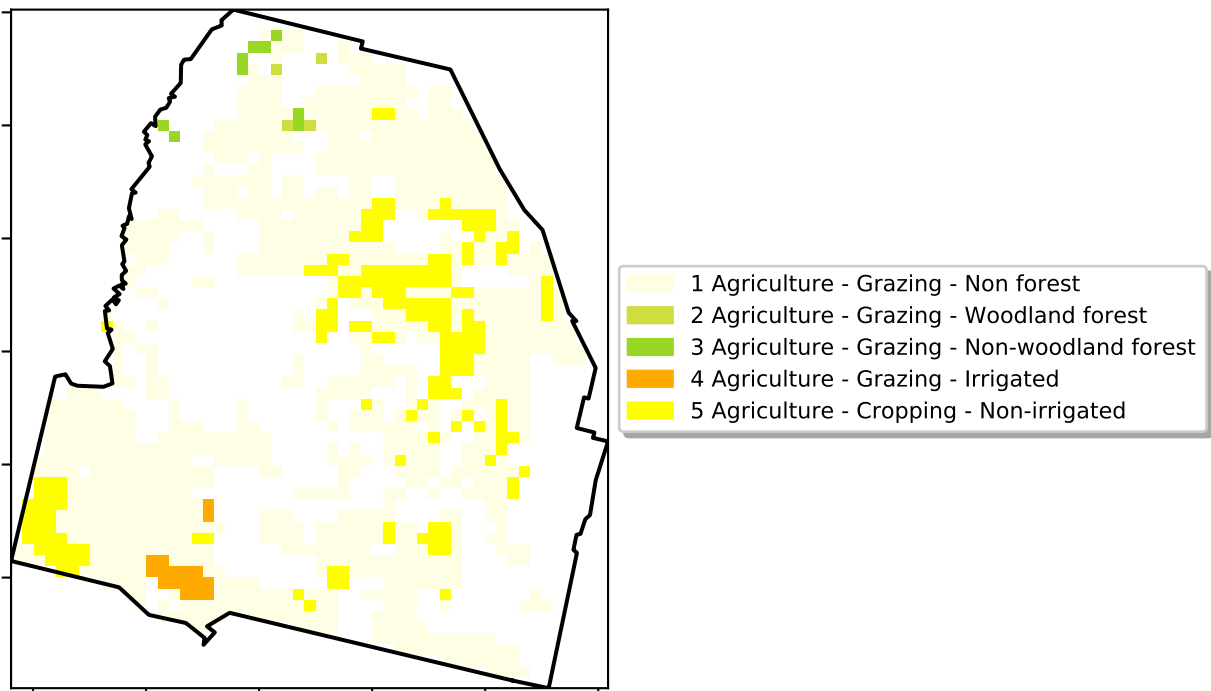 1 Agriculture - Grazing - Non forest
2 Agriculture - Grazing - Woodland forest
3 Agriculture - Grazing - Non-woodland forest
4 Agriculture - Grazing - Irrigated
5 Agriculture - Cropping - Non-irrigated